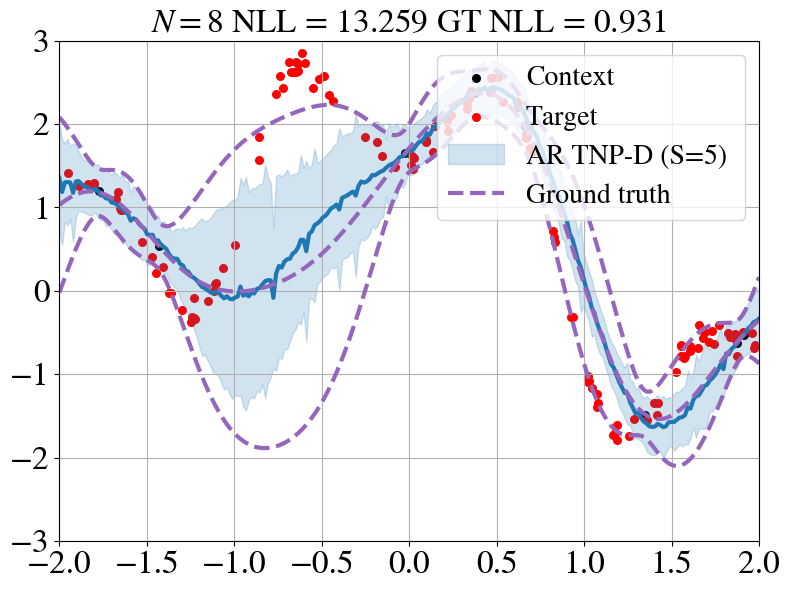 N = 8 NLL = 13.259 GT NLL = 0.931
3
2
1
0
−1
−2
−3
Context
Target
AR TNP-D (S=5)
Ground truth
−2.0 −1.5 −1.0 −0.5 0.0 0.5 1.0 1.5 2.0